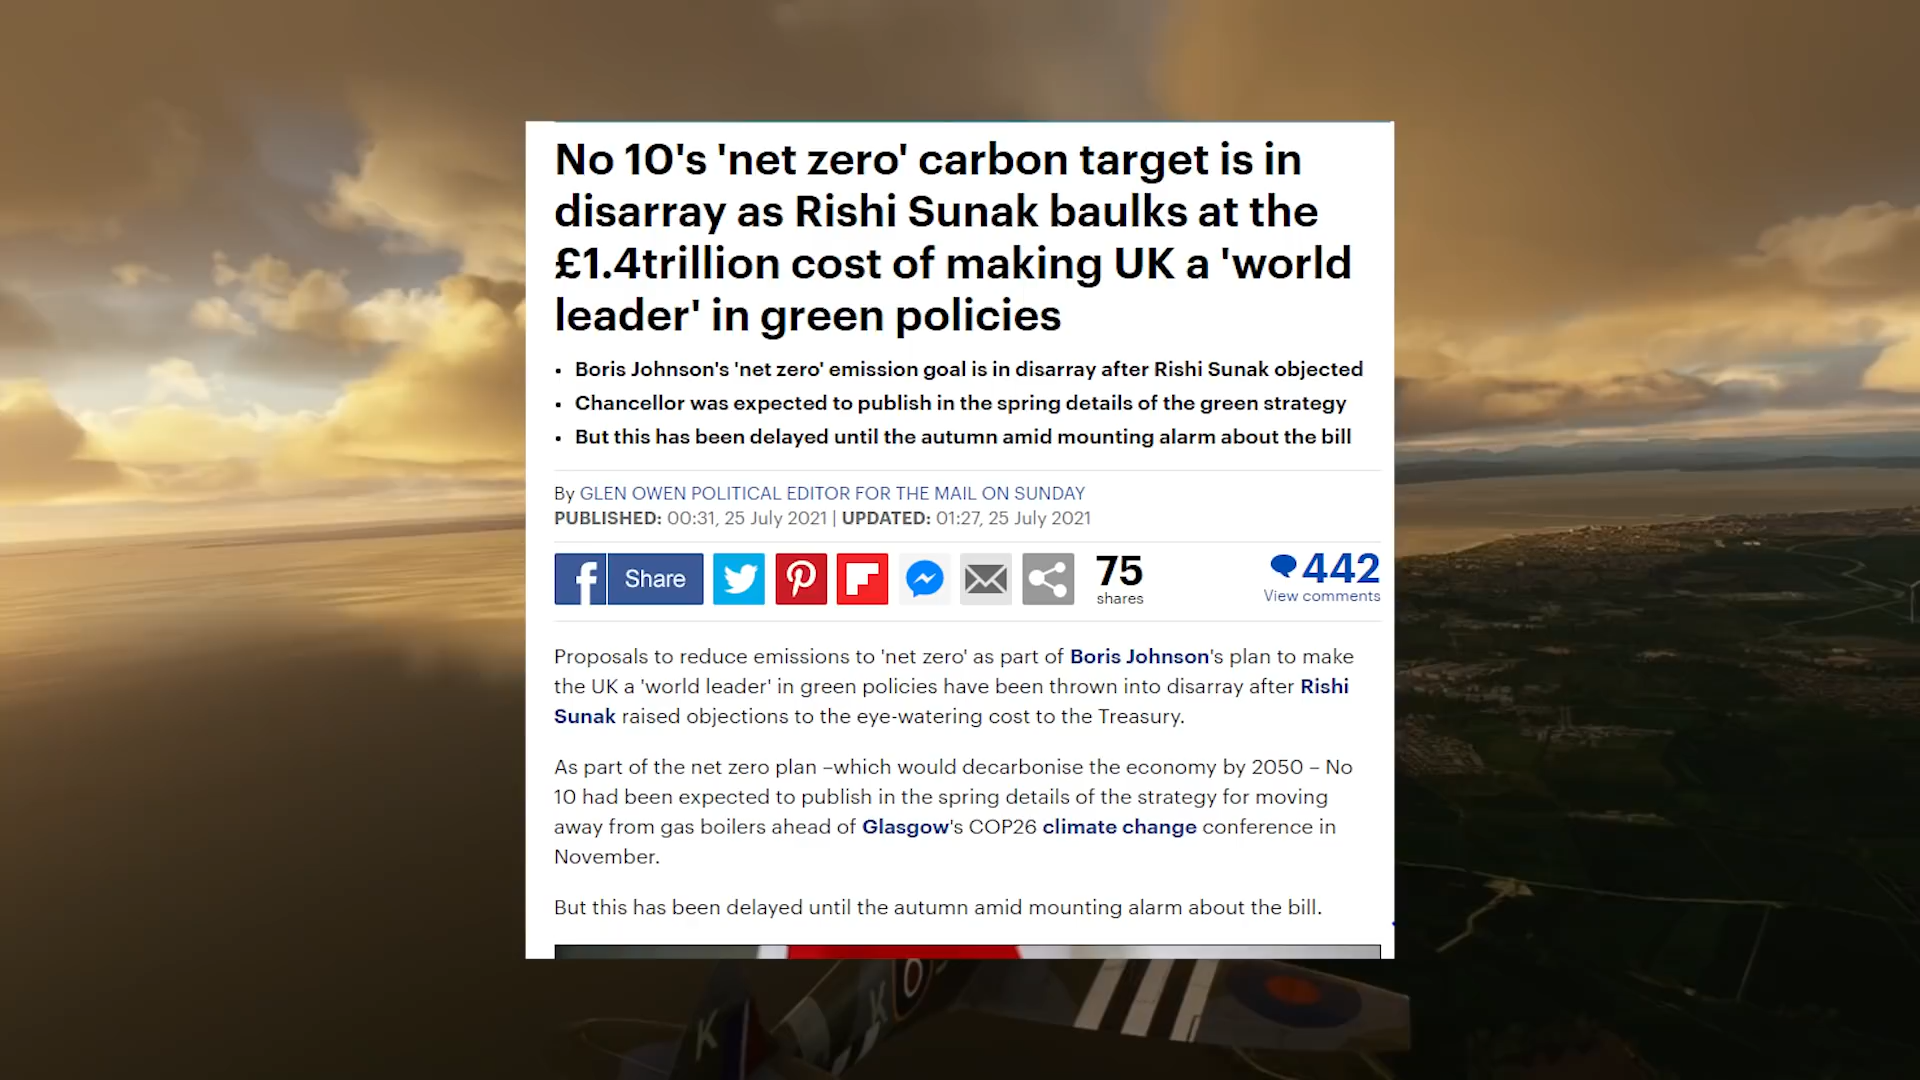 No 10's 'net zero' carbon target is in
disarray as Rishi Sunak baulks at the
£1.4trillion cost of making UK a 'world
leader' in green policies
• Boris Johnson's 'net zero' emission goal is in disarray after Rishi Sunak objected
• Chancellor was expected to publish in the spring details of the green strategy
• But this has been delayed until the autumn amid mounting alarm about the bill
By GLEN OWEN POLITICAL EDITOR FOR THE MAIL ON SUNDAY
PUBLISHED: 00:31, 25 July 2021 | UPDATED: 01:27, 25 July 2021
Share
75
shares
442
View comments
Proposals to reduce emissions to 'net zero' as part of Boris Johnson's plan to make
the UK a 'world leader' in green policies have been thrown into disarray after Rishi
Sunak raised objections to the eye-watering cost to the Treasury.
As part of the net zero plan –which would decarbonise the economy by 2050 – No
10 had been expected to publish in the spring details of the strategy for moving
away from gas boilers ahead of Glasgow's COP26 climate change conference in
November.
But this has been delayed until the autumn amid mounting alarm about the bill.
K
K